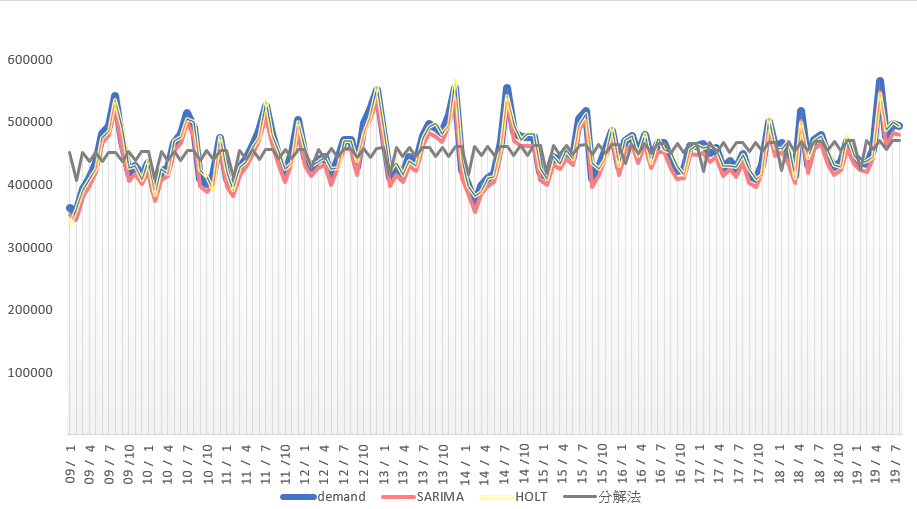 600000
500000
400000
300000
200000
100000
09 / 1
09 / 4
09 / 7
09 /10
10 / 1
10 / 4
10 / 7
10 /10
11 / 1
11 / 4
11 / 7
11 /10
12 / 1
12 / 4
12 / 7
12 /10
13 / 1
13 / 4
13 / 7
13 /10
14 / 1
14 / 4
14 / 7
14 /10
15 / 1
15 / 4
15 / 7
15 /10
16 / 1
16 / 4
16 / 7
16 /10
17 / 1
17 / 4
17 / 7
17 /10
18 / 1
18 / 4
18 / 7
18 /10
19 / 1
19 / 4
19 / 7
demand SARIMA HOLT 分解法